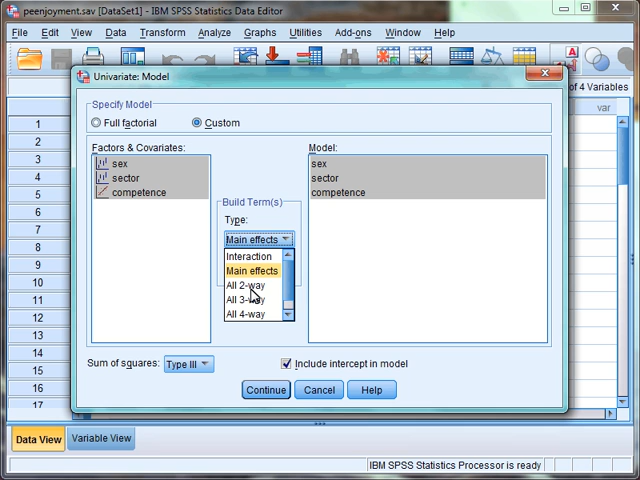 peenjoyment.sav [DataSet1] - IBM SPSS Statistics Data Editor
File Edit View Data Transform Analyze Graphs Utilities Add-ons Window Help
Univariate: Model
of 4 Variables
Specify Model
Full factorial Custom
var
Factors & Covariates: Model:
sex sex
sector sector
competence competence
Build Term(s)
Type:
Main effects
Interaction
Main effects
All 2-way
All 3-way
All 4-way
Sum of squares: Type III Include intercept in model
Continue Cancel Help
1
2
3
4
5
6
7
8
9
10
11
12
13
14
15
16
17
Data View Variable View
IBM SPSS Statistics Processor is ready